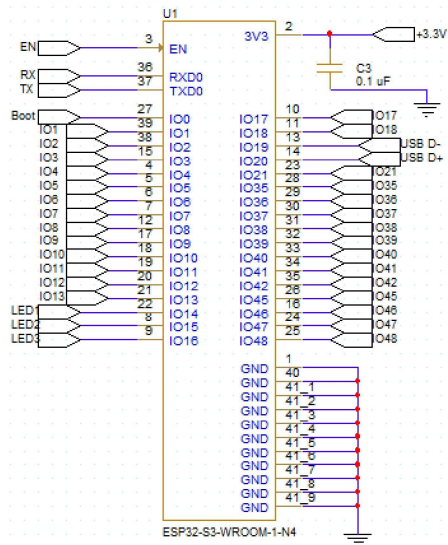 U1
EN 3 EN 3V3 2 +3.3V
RX 36 RXD0
TX 37 TXD0
C3
0.1 uF
Boot 27 IO0 IO17 10 IO17
IO1 39 IO1 IO18 11 IO18
IO2 38 IO2 IO19 13 USB D-
IO3 15 IO3 IO20 14 USB D+
IO4 4 IO4 IO21 23 IO21
IO5 5 IO5 IO35 28 IO35
IO6 6 IO6 IO36 29 IO36
IO7 7 IO7 IO37 30 IO37
IO8 12 IO8 IO38 31 IO38
IO9 17 IO9 IO39 32 IO39
IO10 18 IO10 IO40 33 IO40
IO11 19 IO11 IO41 34 IO41
IO12 20 IO12 IO42 35 IO42
IO13 21 IO13 IO45 26 IO45
LED1 22 IO14 IO46 16 IO46
LED2 8 IO15 IO47 24 IO47
LED3 9 IO16 IO48 25 IO48
GND 1
GND 40
GND 41_1
GND 41_2
GND 41_3
GND 41_4
GND 41_5
GND 41_6
GND 41_7
GND 41_8
GND 41_9
ESP32-S3-WROOM-1-N4